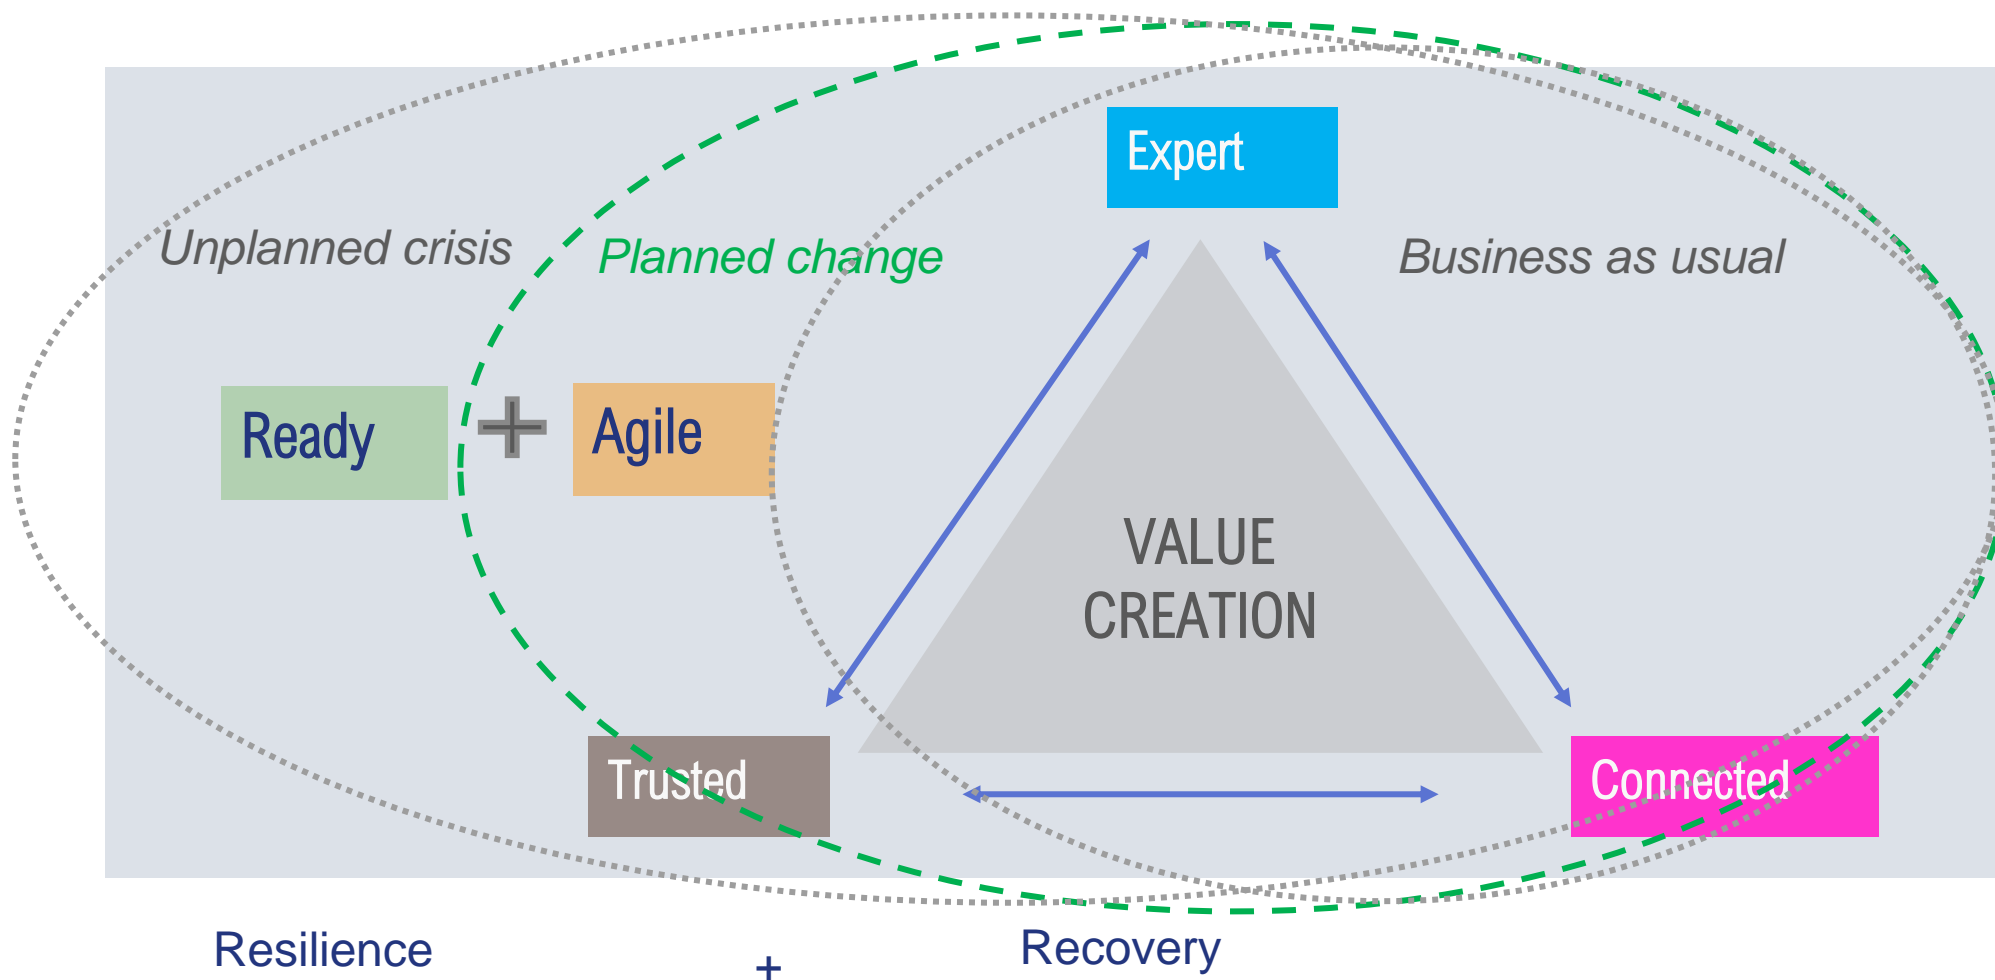 Expert
Unplanned crisis
Planned change
Business as usual
Ready
+
Agile
VALUE
CREATION
Trusted
Connected
Resilience
+
Recovery